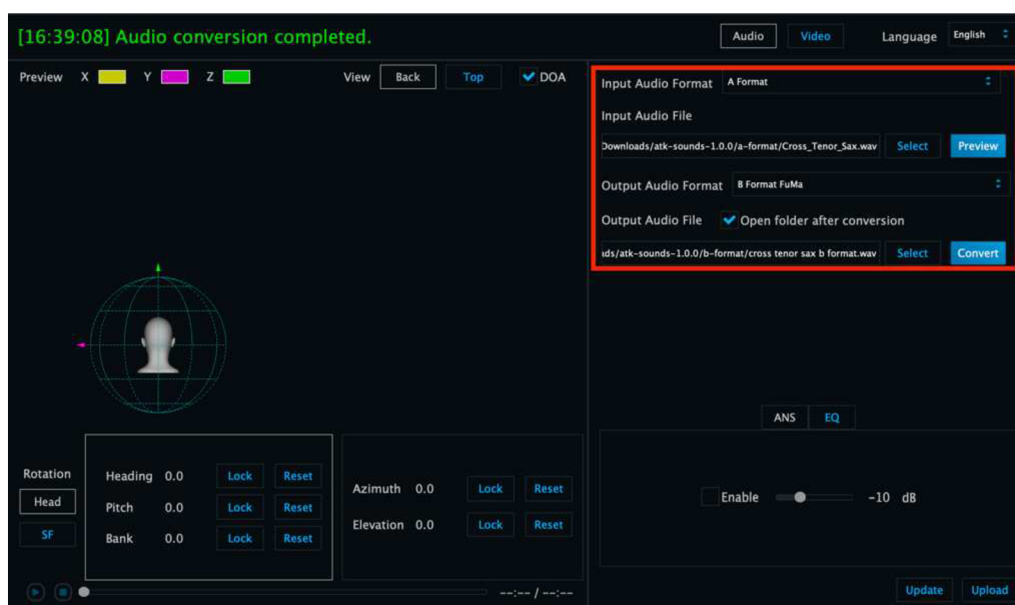 [16:39:08] Audio conversion completed.
Audio Video Language English
Preview X Y Z View Back Top DOA
Input Audio Format A Format
Input Audio File
Downloads/atk-sounds-1.0.0/a-format/Cross_Tenor_Sax.wav Select Preview
Output Audio Format B Format FuMa
Output Audio File Open folder after conversion
ads/atk-sounds-1.0.0/b-format/cross tenor sax b format.wav Select Convert
ANS EQ
Enable -10 dB
Rotation
Head
SF
Heading 0.0 Lock Reset
Pitch 0.0 Lock Reset
Bank 0.0 Lock Reset
Azimuth 0.0 Lock Reset
Elevation 0.0 Lock Reset
--:-- / --:--
Update Upload